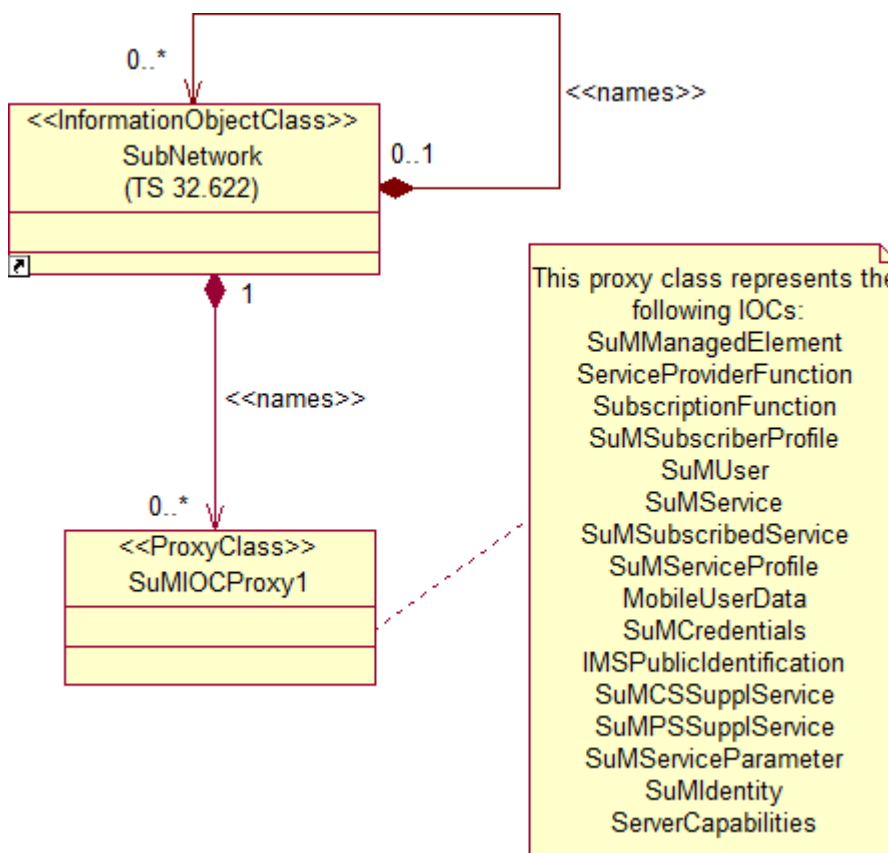 0..*
<<names>>
<<InformationObjectClass>>
SubNetwork
(TS 32.622)
0..1
1
<<names>>
0..*
<<ProxyClass>>
SuMIOCProxy1
This proxy class represents the
following IOCs:
SuMManagedElement
ServiceProviderFunction
SubscriptionFunction
SuMSubscriberProfile
SuMUser
SuMService
SuMSubscribedService
SuMServiceProfile
MobileUserData
SuMCredentials
IMSPublicIdentification
SuMCSSupplService
SuMPSSupplService
SuMServiceParameter
SuMIdentity
ServerCapabilities